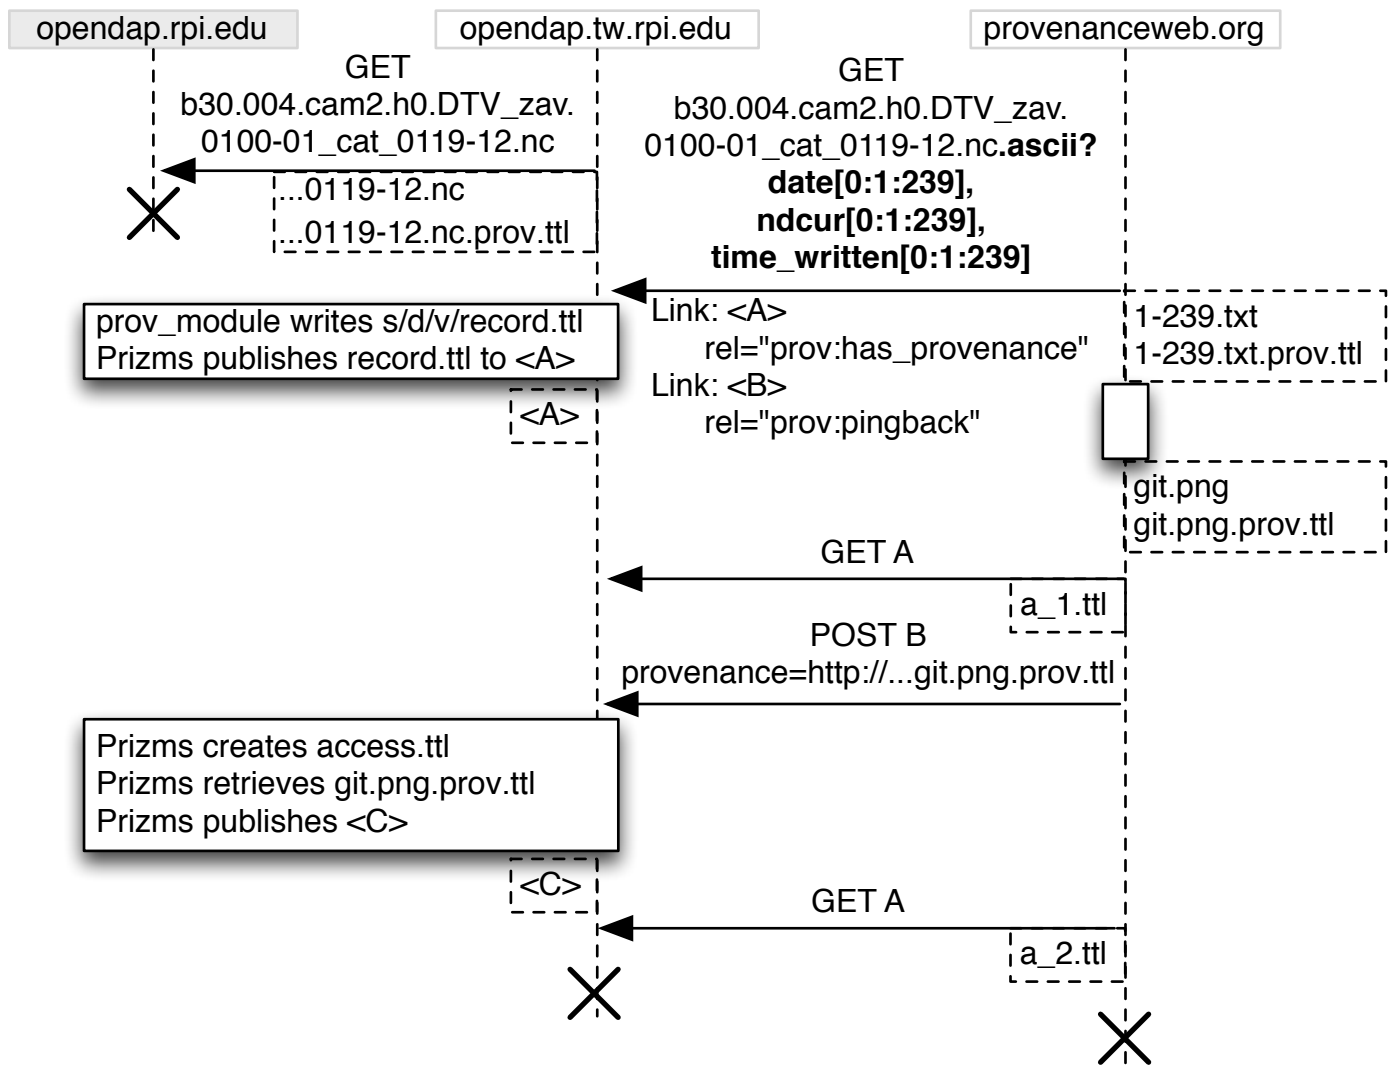 opendap.rpi.edu
opendap.tw.rpi.edu
provenanceweb.org
GET
b30.004.cam2.h0.DTV_zav.
0100-01_cat_0119-12.nc
...0119-12.nc
...0119-12.nc.prov.ttl
GET
b30.004.cam2.h0.DTV_zav.
0100-01_cat_0119-12.nc.ascii?
date[0:1:239],
ndcur[0:1:239],
time_written[0:1:239]
prov_module writes s/d/v/record.ttl
Prizms publishes record.ttl to <A>
<A>
Link: <A>
rel="prov:has_provenance"
Link: <B>
rel="prov:pingback"
1-239.txt
1-239.txt.prov.ttl
git.png
git.png.prov.ttl
GET A
a_1.ttl
POST B
provenance=http://...git.png.prov.ttl
Prizms creates access.ttl
Prizms retrieves git.png.prov.ttl
Prizms publishes <C>
<C>
GET A
a_2.ttl